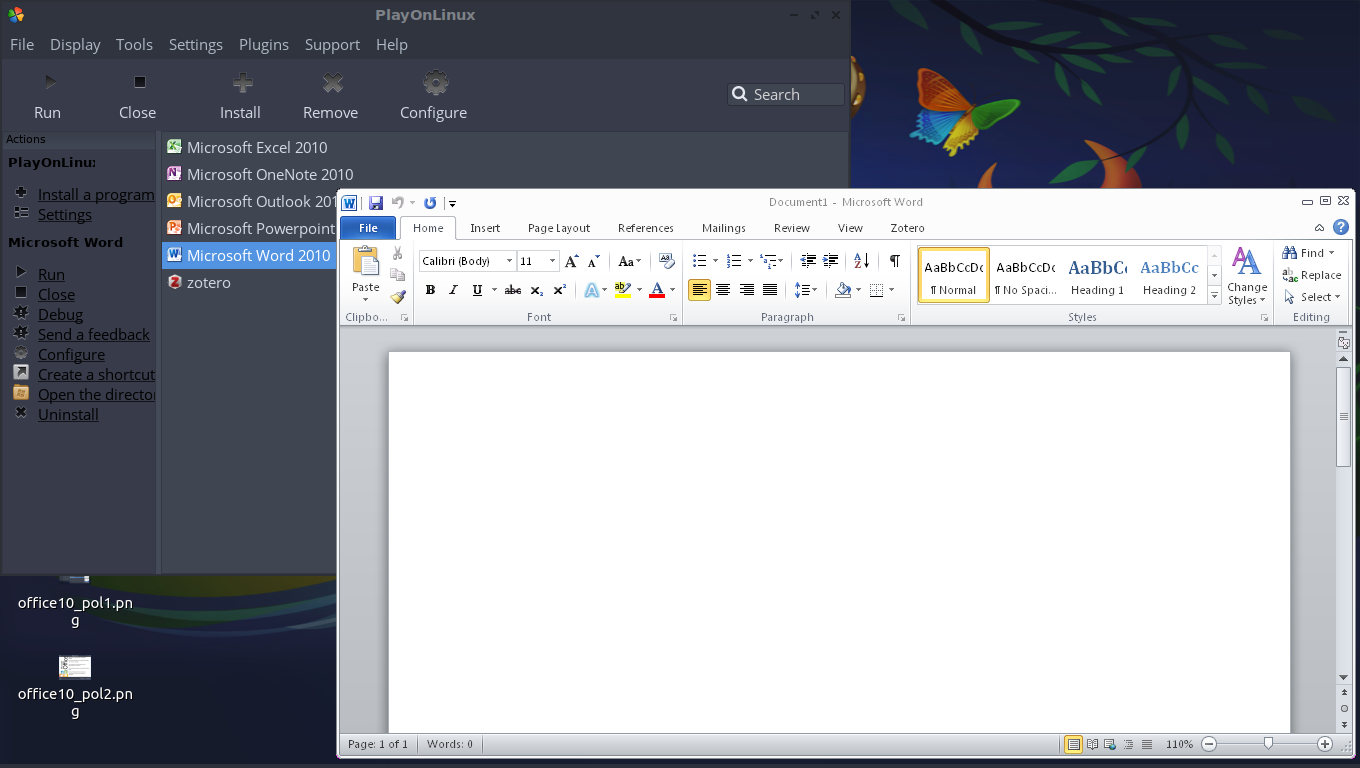 PlayOnLinux
File Display Tools Settings Plugins Support Help
Run Close Install Remove Configure Search
Actions
PlayOnLinu:
Install a program
Settings
Microsoft Word
Run
Close
Debug
Send a feedback
Configure
Create a shortcut
Open the director
Uninstall
Microsoft Excel 2010
Microsoft OneNote 2010
Microsoft Outlook 201
Microsoft Powerpoint
Microsoft Word 2010
zotero
Document1 - Microsoft Word
File Home Insert Page Layout References Mailings Review View Zotero
Paste
Clipbo...
Calibri (Body) 11
Font
Paragraph
AaBbCcDc AaBbCcDc AaBbCc AaBbCc
¶ Normal ¶ No Spaci... Heading 1 Heading 2
Change
Styles
Styles
Find
Replace
Select
Editing
Page: 1 of 1 Words: 0 110%
office10_pol1.pn
g
office10_pol2.pn
g